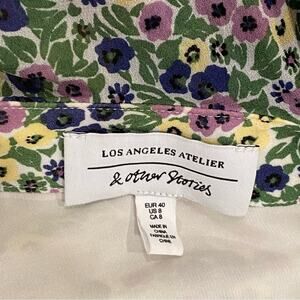 LOS ANGELES ATELIER
& other Stories
EUR 40
US 8
CA 8
MADE IN
CHINA
FABRIQUÉ EN
CHINE